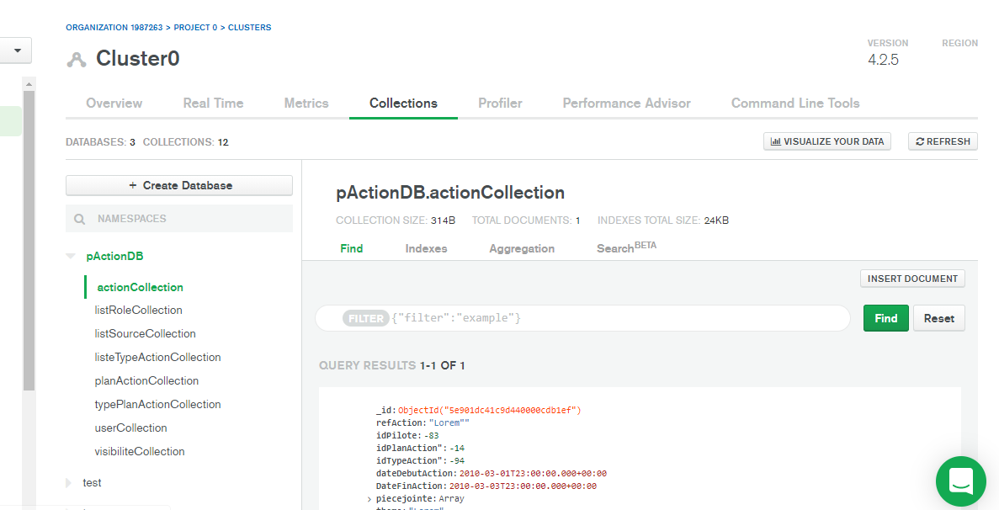 ORGANIZATION 1987263 > PROJECT 0 > CLUSTERS
Cluster0
VERSION
4.2.5
REGION
Overview Real Time Metrics Collections Profiler Performance Advisor Command Line Tools
DATABASES: 3 COLLECTIONS: 12
VISUALIZE YOUR DATA
REFRESH
+ Create Database
NAMESPACES
pActionDB
actionCollection
listRoleCollection
listSourceCollection
listeTypeActionCollection
planActionCollection
typePlanActionCollection
userCollection
visibiliteCollection
test
pActionDB.actionCollection
COLLECTION SIZE: 314B TOTAL DOCUMENTS: 1 INDEXES TOTAL SIZE: 24KB
Find Indexes Aggregation Search BETA
INSERT DOCUMENT
FILTER {"filter":"example"}
Find
Reset
QUERY RESULTS 1-1 OF 1
_id: ObjectId("5e901dc41c9d440000cdb1ef")
refAction: "Lorem""
idPilote: -83
idPlanAction": -14
idTypeAction": -94
dateDebutAction: 2010-03-01T23:00:00.000+00:00
DateFinAction: 2010-03-03T23:00:00.000+00:00
> piecejointe: Array